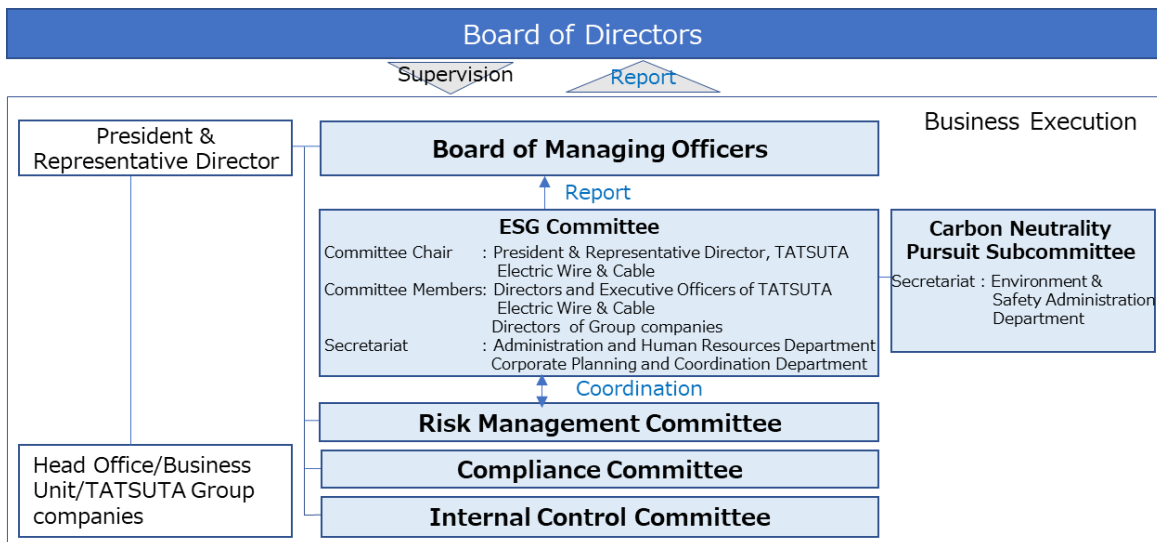 Board of Directors
Supervision
Report
Business Execution
President &
Representative Director
Board of Managing Officers
Report
ESG Committee
Committee Chair : President & Representative Director, TATSUTA
Electric Wire & Cable
Committee Members: Directors and Executive Officers of TATSUTA
Electric Wire & Cable
Directors of Group companies
Secretariat : Administration and Human Resources Department
Corporate Planning and Coordination Department
Carbon Neutrality
Pursuit Subcommittee
Secretariat : Environment &
Safety Administration
Department
Coordination
Risk Management Committee
Compliance Committee
Internal Control Committee
Head Office/Business
Unit/TATSUTA Group
companies